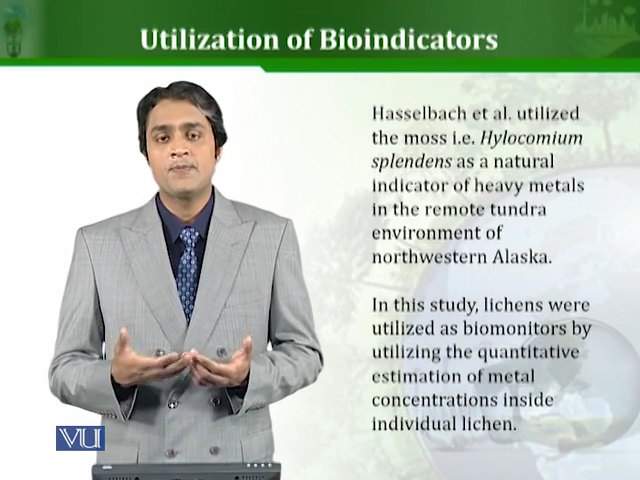 Utilization of Bioindicators
Hasselbach et al. utilized
the moss i.e. Hylocomium
splendens as a natural
indicator of heavy metals
in the remote tundra
environment of
northwestern Alaska.
In this study, lichens were
utilized as biomonitors by
utilizing the quantitative
estimation of metal
concentrations inside
individual lichen.
VU